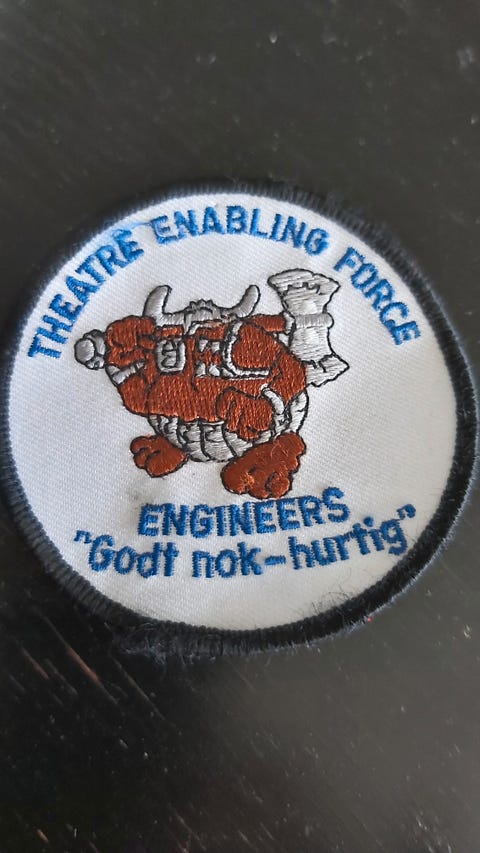 THEATRE ENABLING FORCE
ENGINEERS
"Godt nok-hurtig"